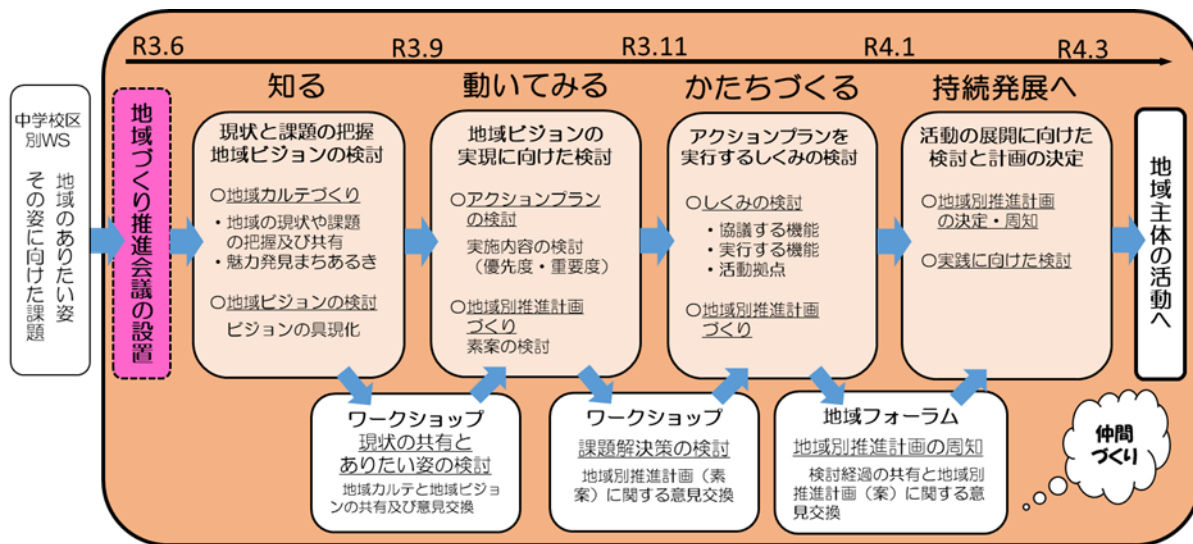 R3.6
R3.9
R3.11
R4.1
R4.3
中学校区
別WS
地域のありたい姿
その姿に向けた課題
地域づくり推進会議の設置
知る
現状と課題の把握
地域ビジョンの検討
○地域カルテづくり
・地域の現状や課題
の把握及び共有
・魅力発見まちあるき
○地域ビジョンの検討
ビジョンの具現化
動いてみる
地域ビジョンの
実現に向けた検討
○アクションプラン
の検討
実施内容の検討
（優先度・重要度）
○地域別推進計画
づくり
素案の検討
かたちづくる
アクションプランを
実行するしくみの検討
○しくみの検討
・協議する機能
・実行する機能
・活動拠点
○地域別推進計画
づくり
持続発展へ
活動の展開に向けた
検討と計画の決定
○地域別推進計画
の決定・周知
○実践に向けた検討
地域主体の活動へ
ワークショップ
現状の共有と
ありたい姿の検討
地域カルテと地域ビジョ
ンの共有及び意見交換
ワークショップ
課題解決策の検討
地域別推進計画（素
案）に関する意見交換
地域フォーラム
地域別推進計画の周知
検討経過の共有と地域別
推進計画（案）に関する意
見交換
仲間
づくり